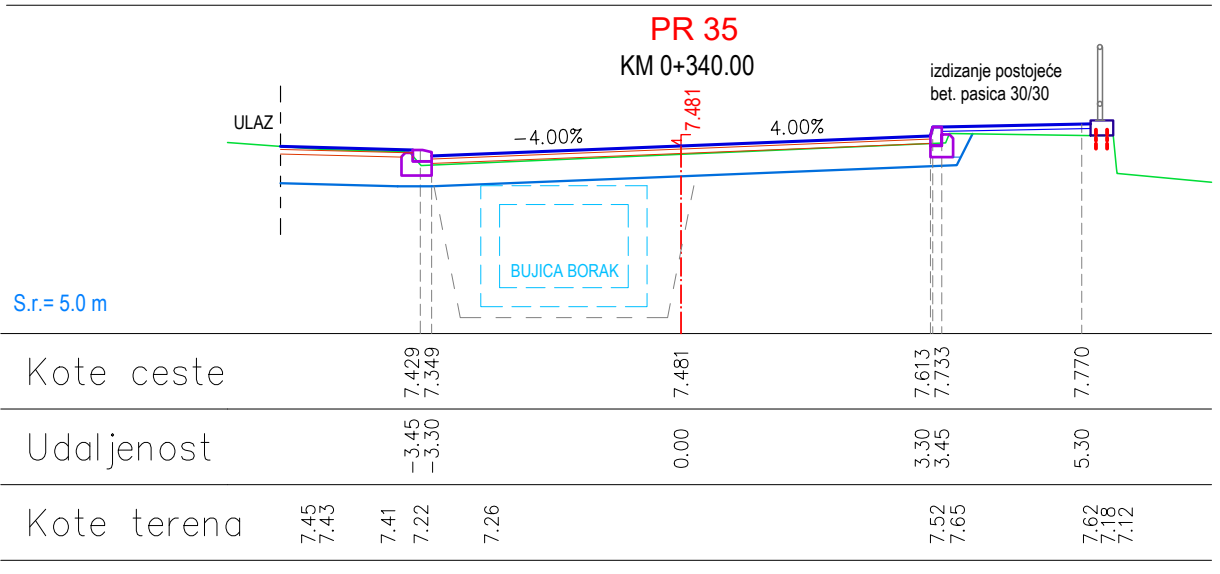 PR 35
KM 0+340.00
izdizanje postojeće
bet. pasica 30/30
ULAZ
-4.00%
7.481
4.00%
BUJICA BORAK
S.r.= 5.0 m
Kote ceste
7.429
7.349
7.481
7.613
7.733
7.770
Udaljenost
-3.45
-3.30
0.00
3.30
3.45
5.30
Kote terena
7.45
7.43
7.41
7.22
7.26
7.52
7.65
7.62
7.18
7.12